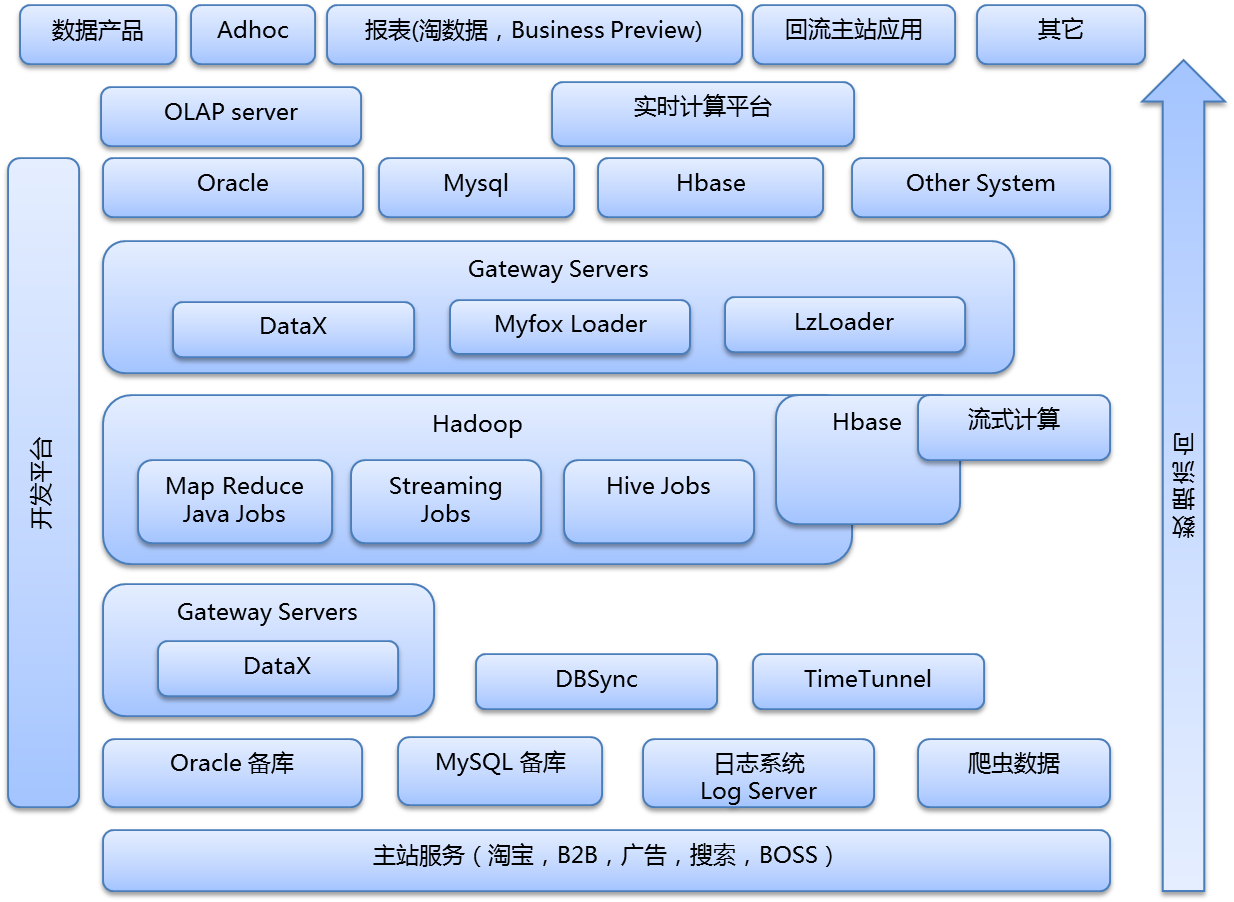 数据产品
Adhoc
报表(淘数据，Business Preview)
回流主站应用
其它
OLAP server
实时计算平台
Oracle
Mysql
Hbase
Other System
Gateway Servers
DataX
Myfox Loader
LzLoader
Hadoop
Hbase
流式计算
Map Reduce
Java Jobs
Streaming
Jobs
Hive Jobs
开发平台
数据流向
Gateway Servers
DataX
DBSync
TimeTunnel
Oracle 备库
MySQL 备库
日志系统
Log Server
爬虫数据
主站服务（淘宝，B2B，广告，搜索，BOSS）